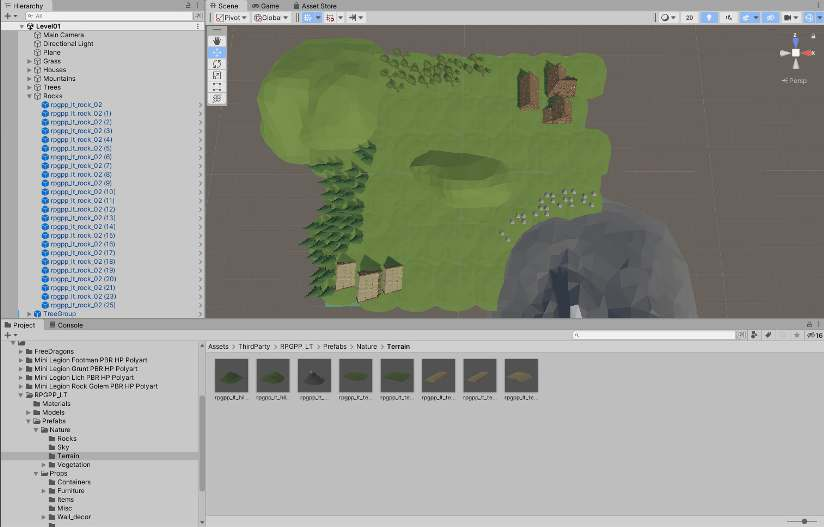 Hierarchy
Scene
Game
Asset Store
Pivot
Global
2D
All
Level01
Main Camera
Directional Light
Plane
Grass
Houses
Mountains
Trees
Rocks
rpgpp_lt_rock_02
rpgpp_lt_rock_02 (1)
rpgpp_lt_rock_02 (2)
rpgpp_lt_rock_02 (3)
rpgpp_lt_rock_02 (4)
rpgpp_lt_rock_02 (5)
rpgpp_lt_rock_02 (6)
rpgpp_lt_rock_02 (7)
rpgpp_lt_rock_02 (8)
rpgpp_lt_rock_02 (9)
rpgpp_lt_rock_02 (10)
rpgpp_lt_rock_02 (11)
rpgpp_lt_rock_02 (12)
rpgpp_lt_rock_02 (13)
rpgpp_lt_rock_02 (14)
rpgpp_lt_rock_02 (15)
rpgpp_lt_rock_02 (16)
rpgpp_lt_rock_02 (17)
rpgpp_lt_rock_02 (18)
rpgpp_lt_rock_02 (19)
rpgpp_lt_rock_02 (20)
rpgpp_lt_rock_02 (21)
rpgpp_lt_rock_02 (23)
rpgpp_lt_rock_02 (25)
TreeGroup
z
x
Persp
Project
Console
16
FreeDragons
Mini Legion Footman PBR HP Polyart
Mini Legion Grunt PBR HP Polyart
Mini Legion Lich PBR HP Polyart
Mini Legion Rock Golem PBR HP Polyart
RPGPP_LT
Materials
Models
Prefabs
Nature
Rocks
Sky
Terrain
Vegetation
Props
Containers
Furniture
Items
Misc
Wall_decor
Assets > ThirdParty > RPGPP_LT > Prefabs > Nature > Terrain
rpgpp_lt_hil... rpgpp_lt_hil... rpgpp_lt_... rpgpp_lt_te... rpgpp_lt_te... rpgpp_lt_te... rpgpp_lt_te... rpgpp_lt_te...